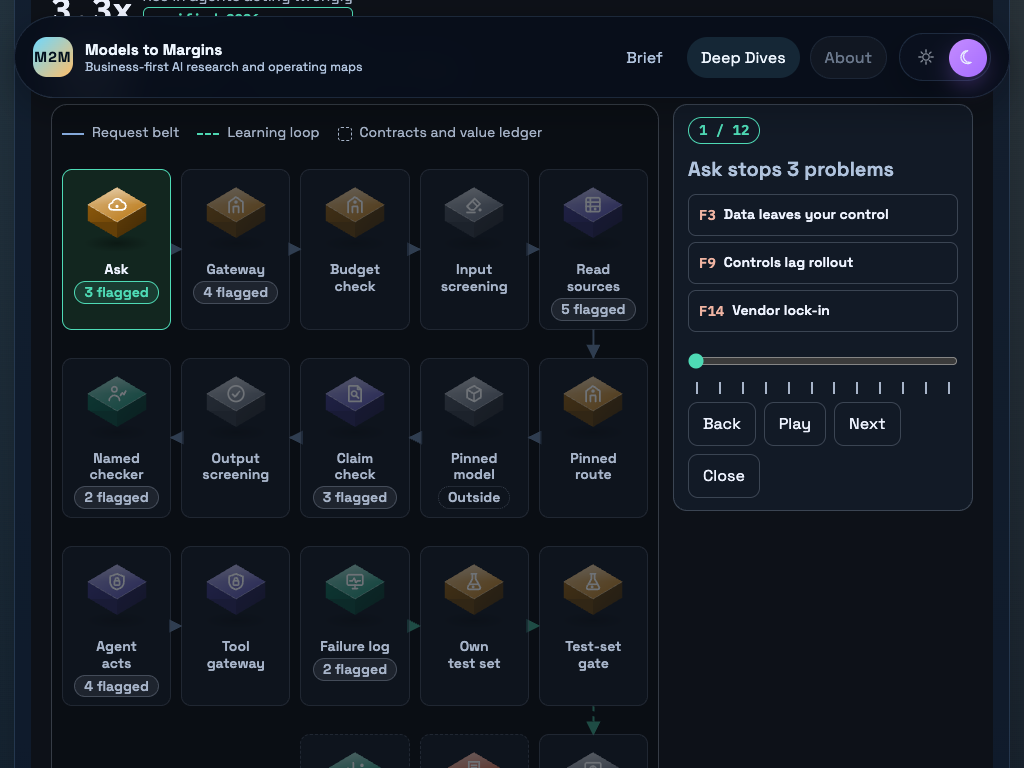 3.3x
M2M
Models to Margins
Business-first AI research and operating maps
Brief
Deep Dives
About
Request belt
Learning loop
Contracts and value ledger
Ask
3 flagged
Gateway
4 flagged
Budget
check
Input
screening
Read
sources
5 flagged
Named
checker
2 flagged
Output
screening
Claim
check
3 flagged
Pinned
model
Outside
Pinned
route
Agent
acts
4 flagged
Tool
gateway
Failure log
2 flagged
Own
test set
Test-set
gate
1 / 12
Ask stops 3 problems
F3 Data leaves your control
F9 Controls lag rollout
F14 Vendor lock-in
Back
Play
Next
Close